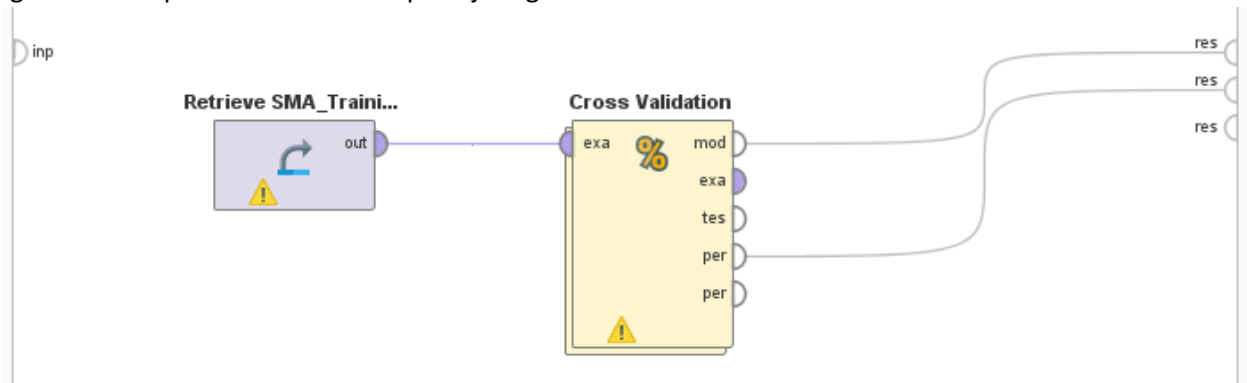 inp
res
res
res
Retrieve SMA_Traini...
out
Cross Validation
exa
%
mod
exa
tes
per
per